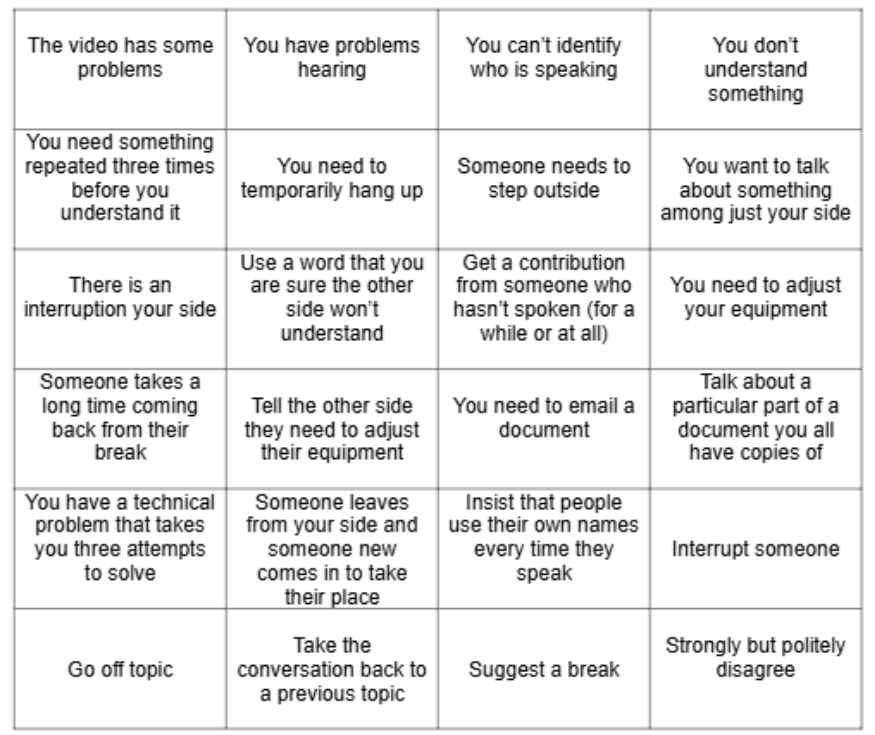 The video has some
problems
You have problems
hearing
You can't identify
who is speaking
You don't
understand
something
You need something
repeated three times
before you
understand it
You need to
temporarily hang up
Someone needs to
step outside
You want to talk
about something
among just your side
There is an
interruption your side
Use a word that you
are sure the other
side won't
understand
Get a contribution
from someone who
hasn't spoken (for a
while or at all)
You need to adjust
your equipment
Someone takes a
long time coming
back from their
break
Tell the other side
they need to adjust
their equipment
You need to email a
document
Talk about a
particular part of a
document you all
have copies of
You have a technical
problem that takes
you three attempts
to solve
Someone leaves
from your side and
someone new
comes in to take
their place
Insist that people
use their own names
every time they
speak
Interrupt someone
Go off topic
Take the
conversation back to
a previous topic
Suggest a break
Strongly but politely
disagree